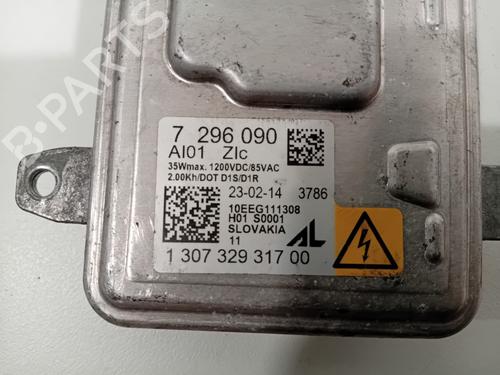 B-PARTS
7 296 090
AI01 ZIc
35Wmax. 1200VDC/85VAC
2.00Kh/DOT D1S/D1R
23-02-14 3786
10EEG111308
H01 S0001
SLOVAKIA
11 AL
1 307 329 317 00